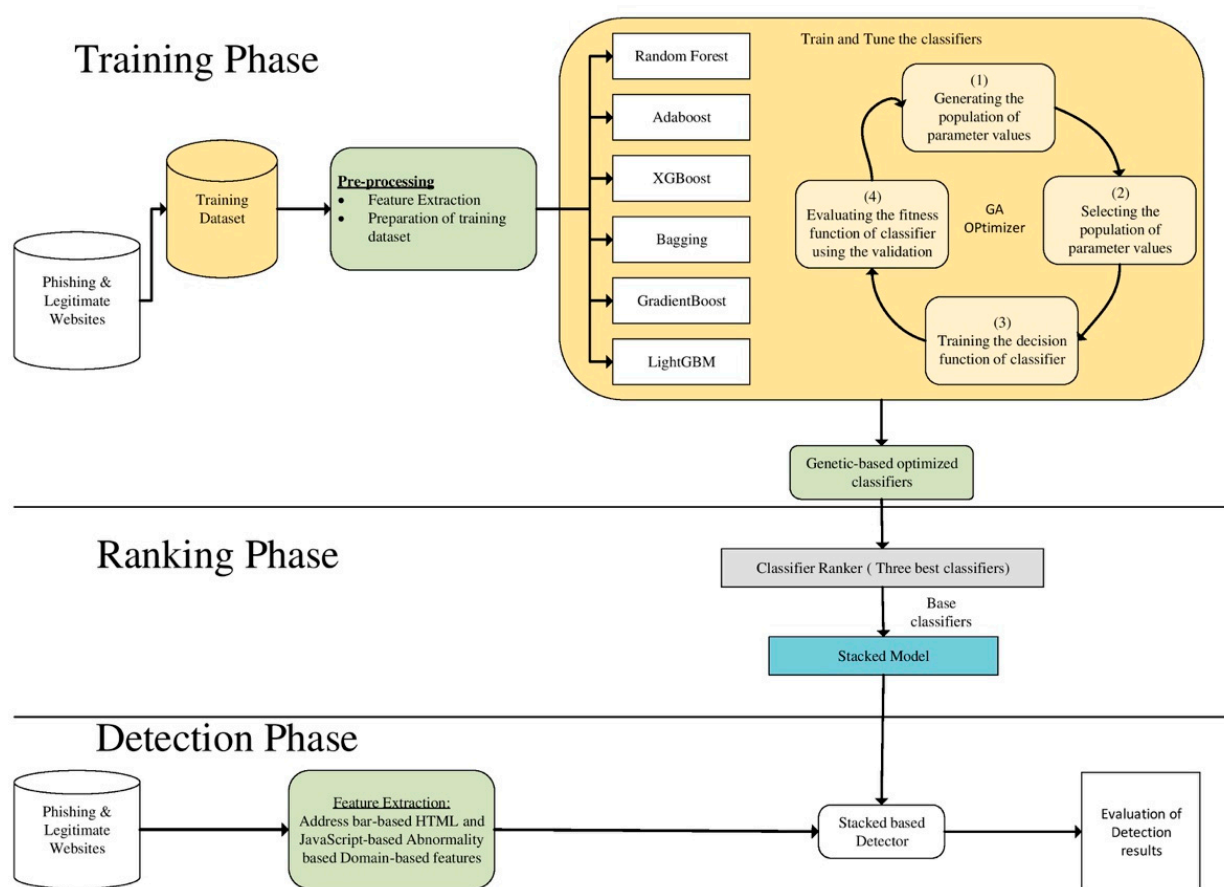 Training Phase
Phishing &
Legitimate
Websites
Training
Dataset
Pre-processing
• Feature Extraction
• Preparation of training
dataset
Random Forest
Adaboost
XGBoost
Bagging
GradientBoost
LightGBM
Train and Tune the classifiers
(1)
Generating the
population of
parameter values
(2)
Selecting the
population of
parameter values
(3)
Training the decision
function of classifier
(4)
Evaluating the fitness
function of classifier
using the validation
GA
OPtimizer
Genetic-based optimized
classifiers
Ranking Phase
Classifier Ranker ( Three best classifiers)
Base
classifiers
Stacked Model
Detection Phase
Phishing &
Legitimate
Websites
Feature Extraction:
Address bar-based HTML and
JavaScript-based Abnormality
based Domain-based features
Stacked based
Detector
Evaluation of
Detection
results